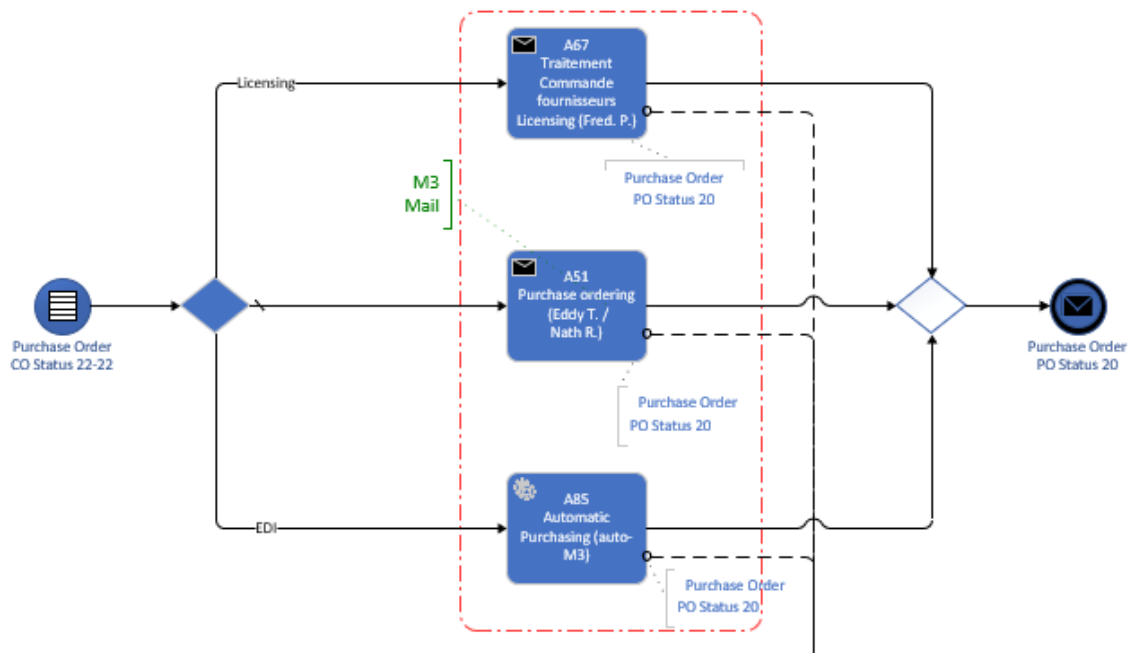 A67
Traitement
Commande
fournisseurs
Licensing (Fred. P.)
Licensing
Purchase Order
PO Status 20
M3
Mail
A51
Purchase ordering
(Eddy T. /
Nath R.)
Purchase Order
CO Status 22-22
Purchase Order
PO Status 20
Purchase Order
PO Status 20
A85
Automatic
Purchasing (auto-
M3)
EDI
Purchase Order
PO Status 20